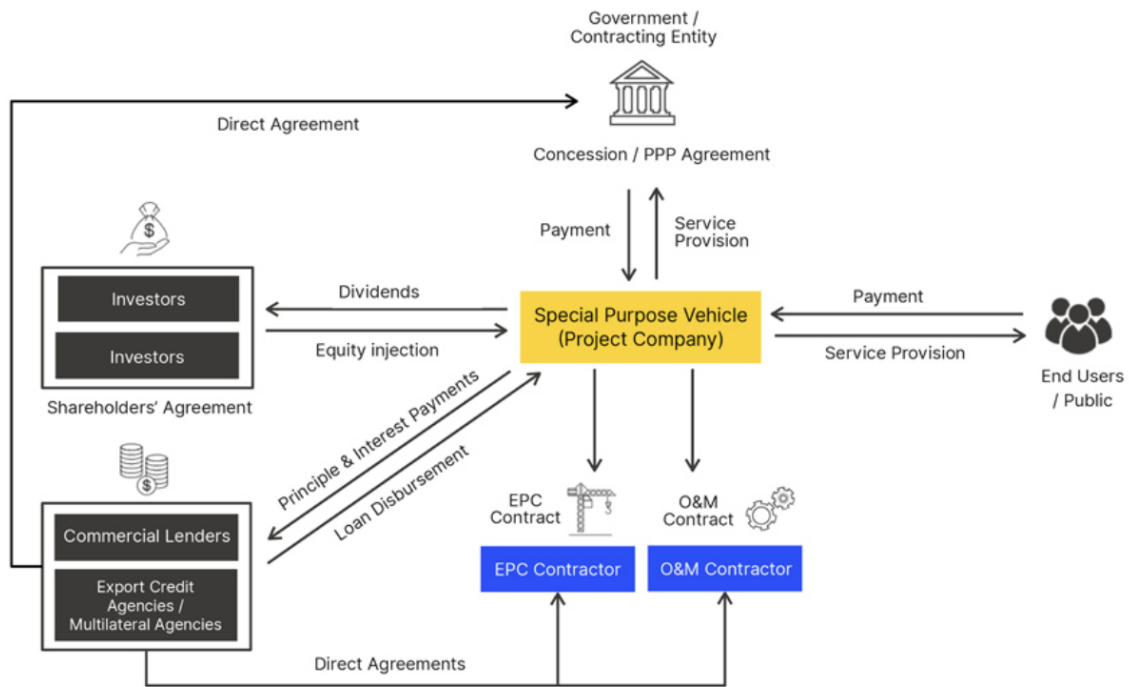 Government /
Contracting Entity
Direct Agreement
Concession / PPP Agreement
Payment
Service
Provision
$
Investors
Investors
Shareholders' Agreement
Dividends
Equity injection
Special Purpose Vehicle
(Project Company)
Payment
Service Provision
End Users
/ Public
Principle & Interest Payments
Loan Disbursement
$
Commercial Lenders
Export Credit
Agencies /
Multilateral Agencies
EPC
Contract
O&M
Contract
EPC Contractor
O&M Contractor
Direct Agreements